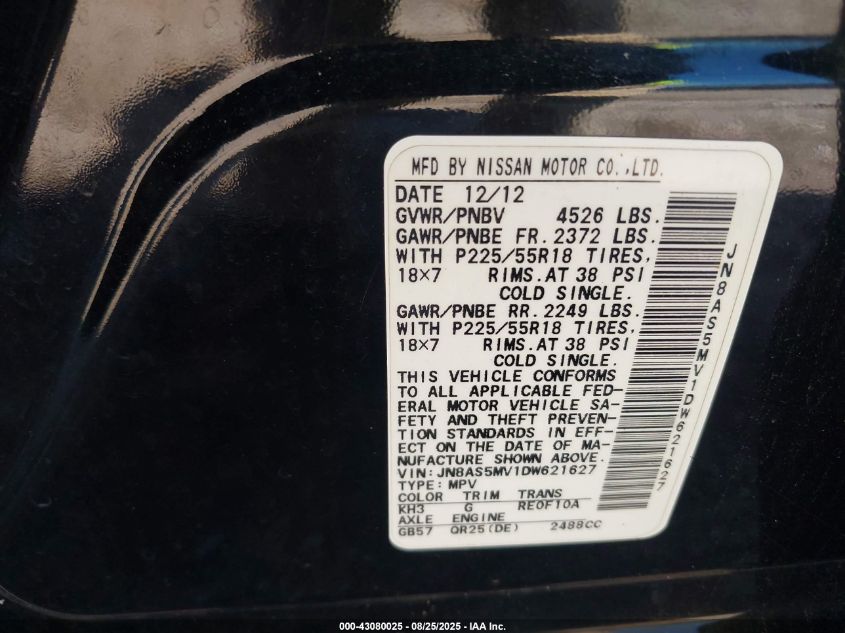 MFD BY NISSAN MOTOR CO.,LTD.
DATE 12/12
GVWR/PNBV 4526 LBS.
GAWR/PNBE FR. 2372 LBS.
WITH P225/55R18 TIRES,
18×7 RIMS. AT 38 PSI
COLD SINGLE.
GAWR/PNBE RR. 2249 LBS.
WITH P225/55R18 TIRES,
18×7 RIMS. AT 38 PSI
COLD SINGLE.
THIS VEHICLE CONFORMS
TO ALL APPLICABLE FED-
ERAL MOTOR VEHICLE SA-
FETY AND THEFT PREVEN-
TION STANDARDS IN EFF-
ECT ON THE DATE OF MA-
NUFACTURE SHOWN ABOVE.
VIN: JN8AS5MV1DW621627
TYPE: MPV
COLOR TRIM TRANS
KH3 G RE0F10A
AXLE ENGINE
GB57 QR25(DE) 2488CC
JN8AS5MV1DW621627
000-43080025 - 08/25/2025 - IAA Inc.